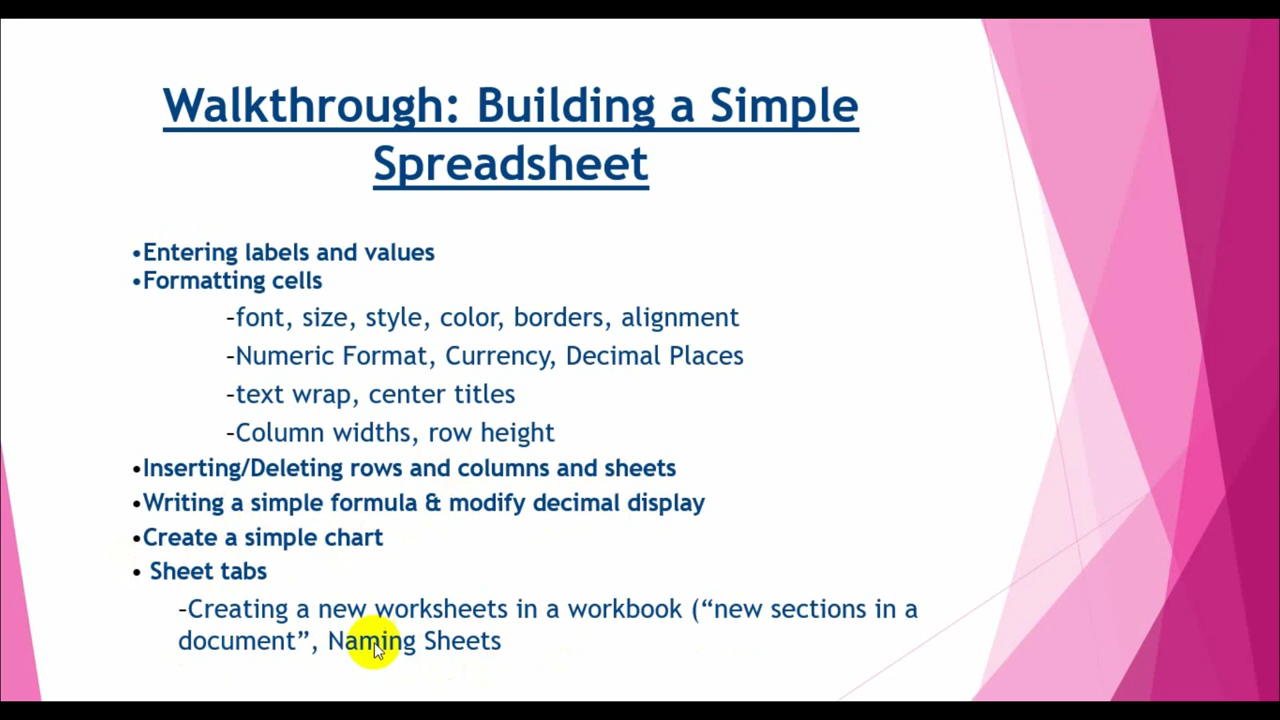 Walkthrough: Building a Simple
Spreadsheet
•Entering labels and values
•Formatting cells
–font, size, style, color, borders, alignment
–Numeric Format, Currency, Decimal Places
–text wrap, center titles
–Column widths, row height
•Inserting/Deleting rows and columns and sheets
•Writing a simple formula & modify decimal display
•Create a simple chart
• Sheet tabs
–Creating a new worksheets in a workbook (“new sections in a
document”, Naming Sheets